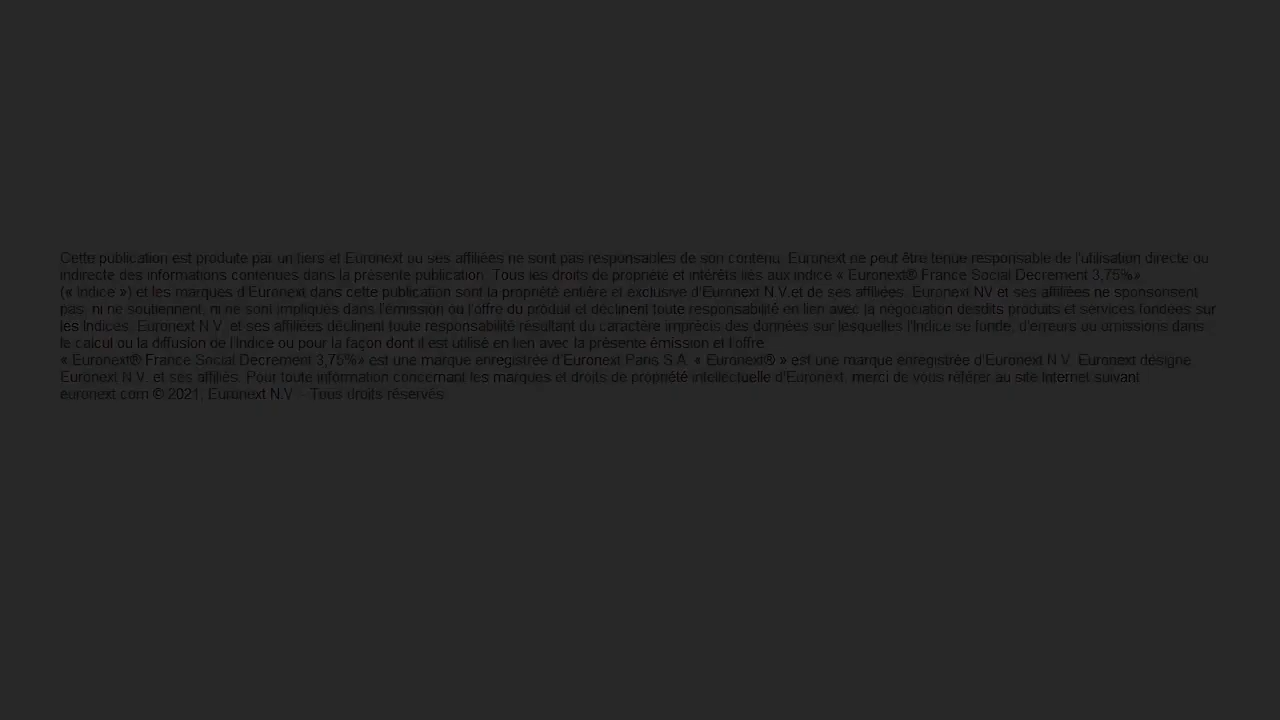 Cette publication est produite par un tiers et Euronext ou ses affiliées ne sont pas responsables de son contenu. Euronext ne peut être tenue responsable de l'utilisation directe ou
indirecte des informations contenues dans la présente publication. Tous les droits de propriété et intérêts liés aux indice « Euronext® France Social Decrement 3,75%»
(« Indice ») et les marques d'Euronext dans cette publication sont la propriété entière et exclusive d'Euronext N.V.et de ses affiliées. Euronext NV et ses affiliées ne sponsorisent
pas, ni ne soutiennent, ni ne sont impliqués dans l'émission ou l'offre du produit et déclinent toute responsabilité en lien avec la négociation desdits produits et services fondées sur
les Indices. Euronext N.V. et ses affiliées déclinent toute responsabilité résultant du caractère imprécis des données sur lesquelles l'Indice se fonde, d'erreurs ou omissions dans
le calcul ou la diffusion de l'Indice ou pour la façon dont il est utilisé en lien avec la présente émission et l'offre.
« Euronext® France Social Decrement 3,75%» est une marque enregistrée d'Euronext Paris S.A. « Euronext® » est une marque enregistrée d'Euronext N.V. Euronext désigne
Euronext N.V. et ses affiliés. Pour toute information concernant les marques et droits de propriété intellectuelle d'Euronext, merci de vous référer au site Internet suivant
euronext.com © 2021, Euronext N.V. - Tous droits réservés.